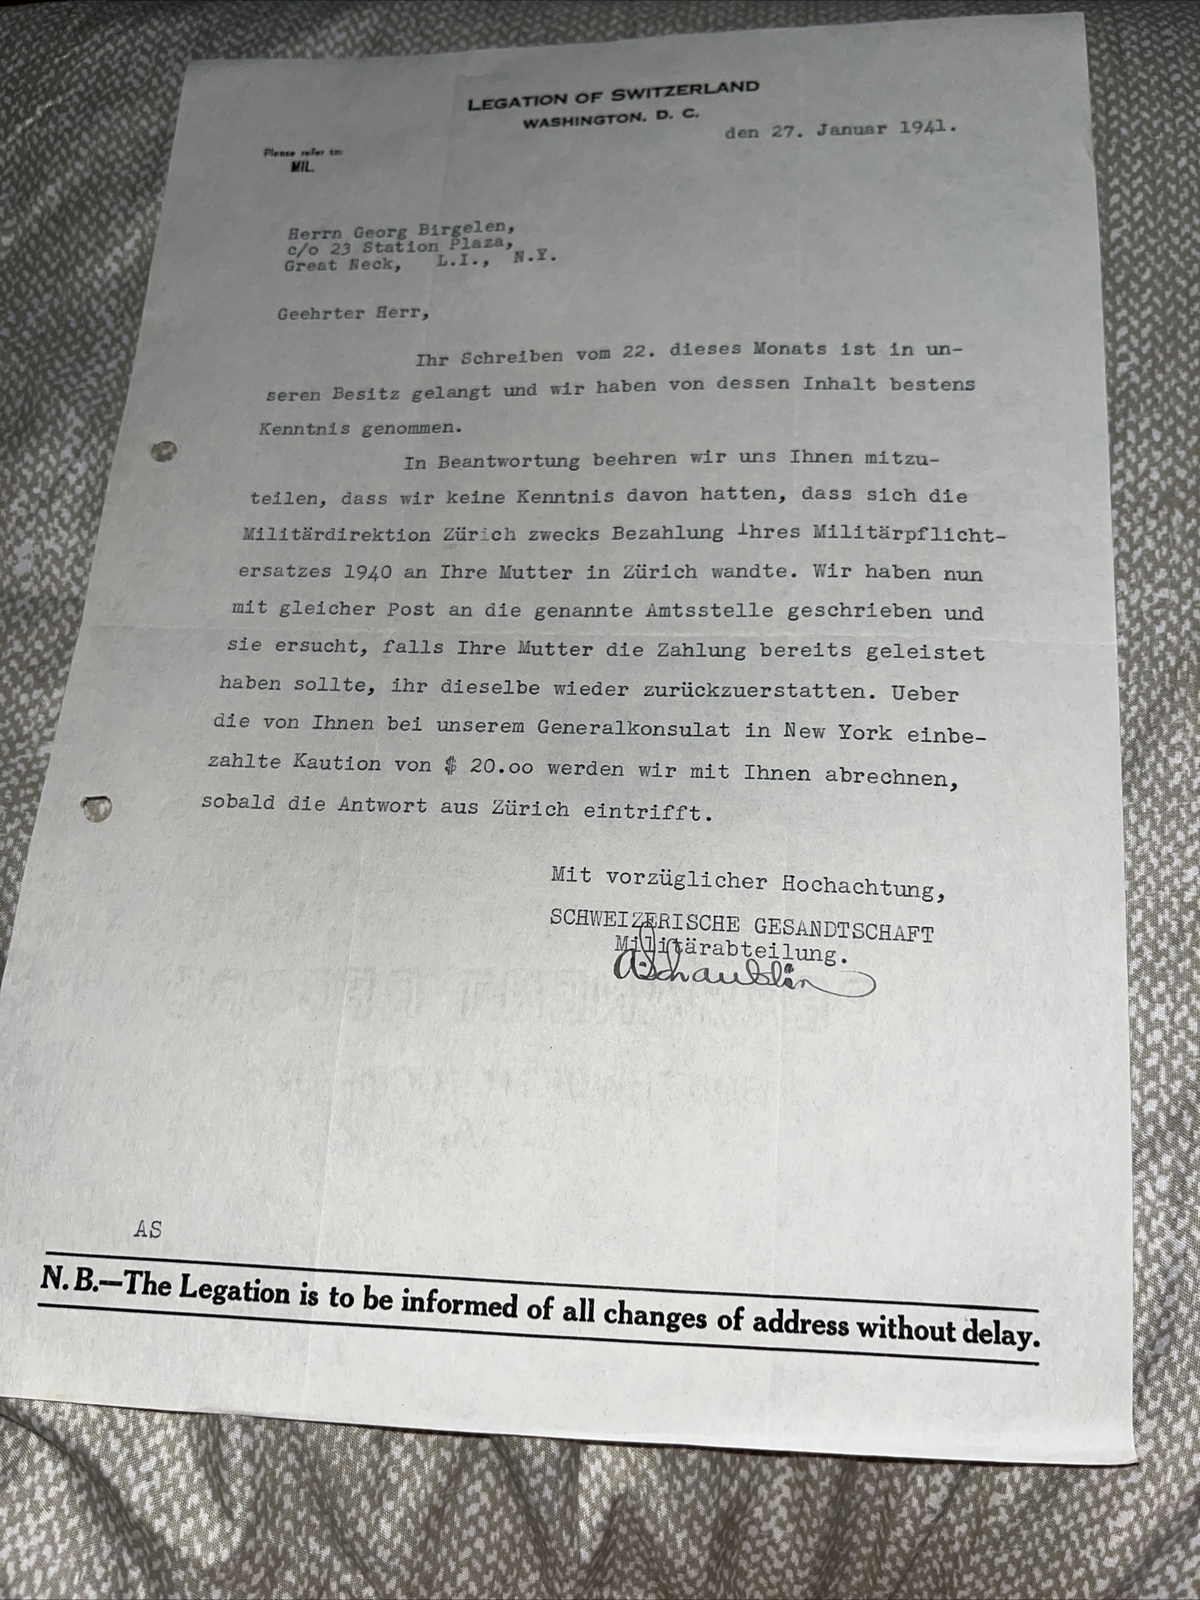 LEGATION OF SWITZERLAND
WASHINGTON, D. C.
den 27. Januar 1941.
Please refer to:
MIL.
Herrn Georg Birgelen,
c/o 23 Station Plaza,
Great Neck, L.I., N.Y.
Geehrter Herr,
Ihr Schreiben vom 22. dieses Monats ist in un-
seren Besitz gelangt und wir haben von dessen Inhalt bestens
Kenntnis genommen.
In Beantwortung beehren wir uns Ihnen mitzu-
teilen, dass wir keine Kenntnis davon hatten, dass sich die
Militärdirektion Zürich zwecks Bezahlung Ihres Militärpflicht-
ersatzes 1940 an Ihre Mutter in Zürich wandte. Wir haben nun
mit gleicher Post an die genannte Amtsstelle geschrieben und
sie ersucht, falls Ihre Mutter die Zahlung bereits geleistet
haben sollte, ihr dieselbe wieder zurückzuerstatten. Ueber
die von Ihnen bei unserem Generalkonsulat in New York einbe-
zahlte Kaution von $ 20.oo werden wir mit Ihnen abrechnen,
sobald die Antwort aus Zürich eintrifft.
Mit vorzüglicher Hochachtung,
SCHWEIZERISCHE GESANDTSCHAFT
Militärabteilung.
A. Schaublin
AS
N. B.—The Legation is to be informed of all changes of address without delay.